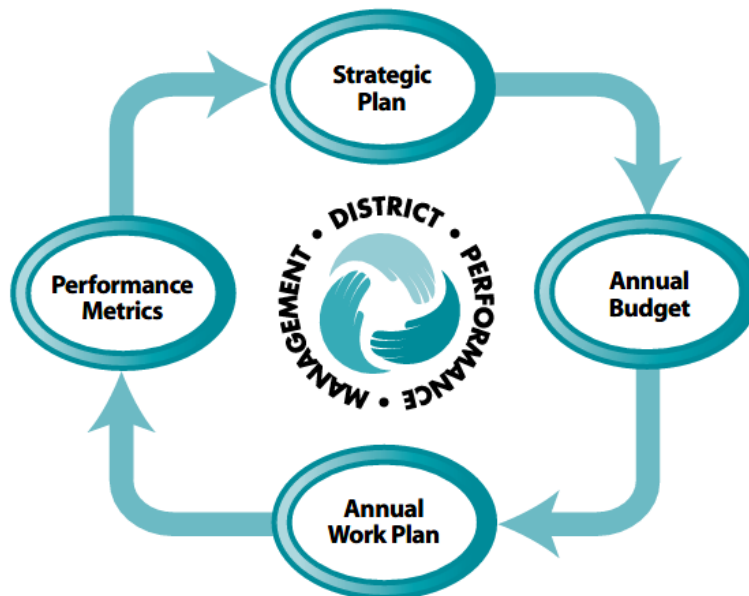 Strategic
Plan
• DISTRICT • PERFORMANCE • MANAGEMENT
Performance
Metrics
Annual
Budget
Annual
Work Plan